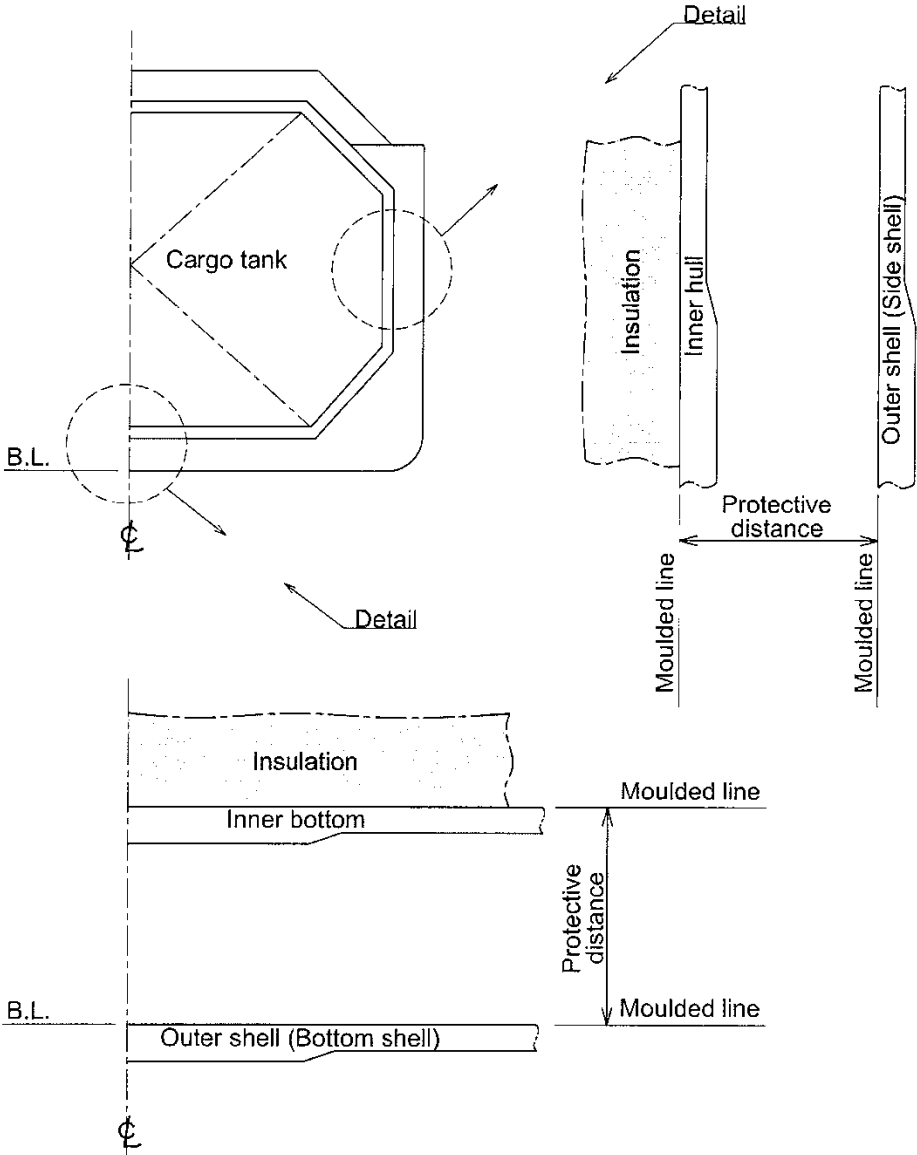 Detail
Cargo tank
Insulation
Inner hull
Outer shell (Side shell)
B.L.
℄
Protective
distance
Moulded line
Moulded line
Detail
Insulation
Moulded line
Inner bottom
Protective
distance
B.L.
Moulded line
Outer shell (Bottom shell)
℄